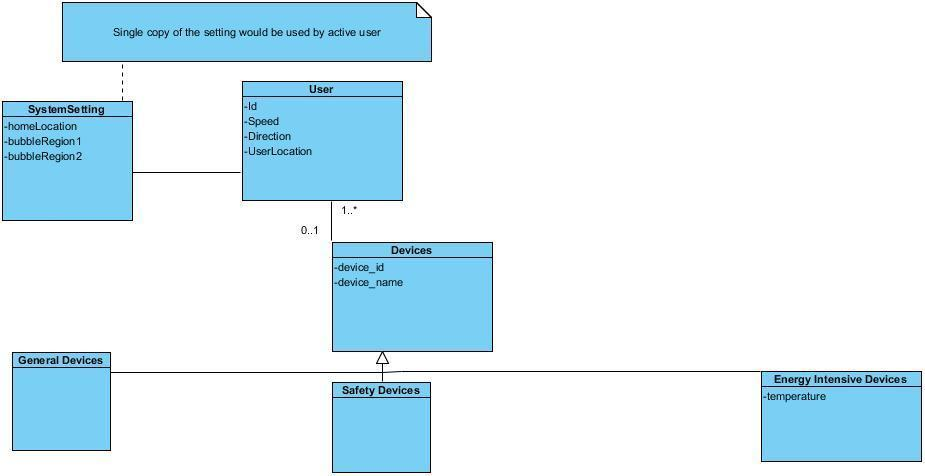 Single copy of the setting would be used by active user
SystemSetting
-homeLocation
-bubbleRegion1
-bubbleRegion2
User
-Id
-Speed
-Direction
-UserLocation
1..*
0..1
Devices
-device_id
-device_name
General Devices
Safety Devices
Energy Intensive Devices
-temperature